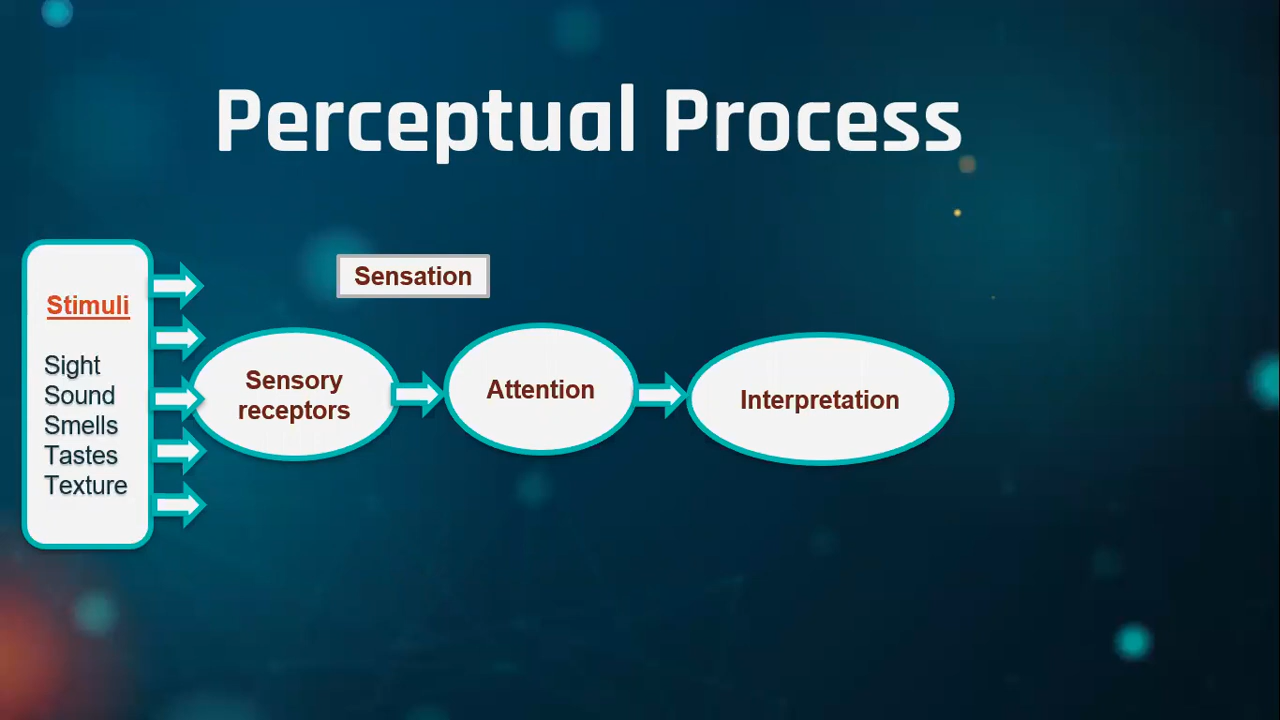 Perceptual Process
Stimuli
Sight
Sound
Smells
Tastes
Texture
Sensation
Sensory
receptors
Attention
Interpretation